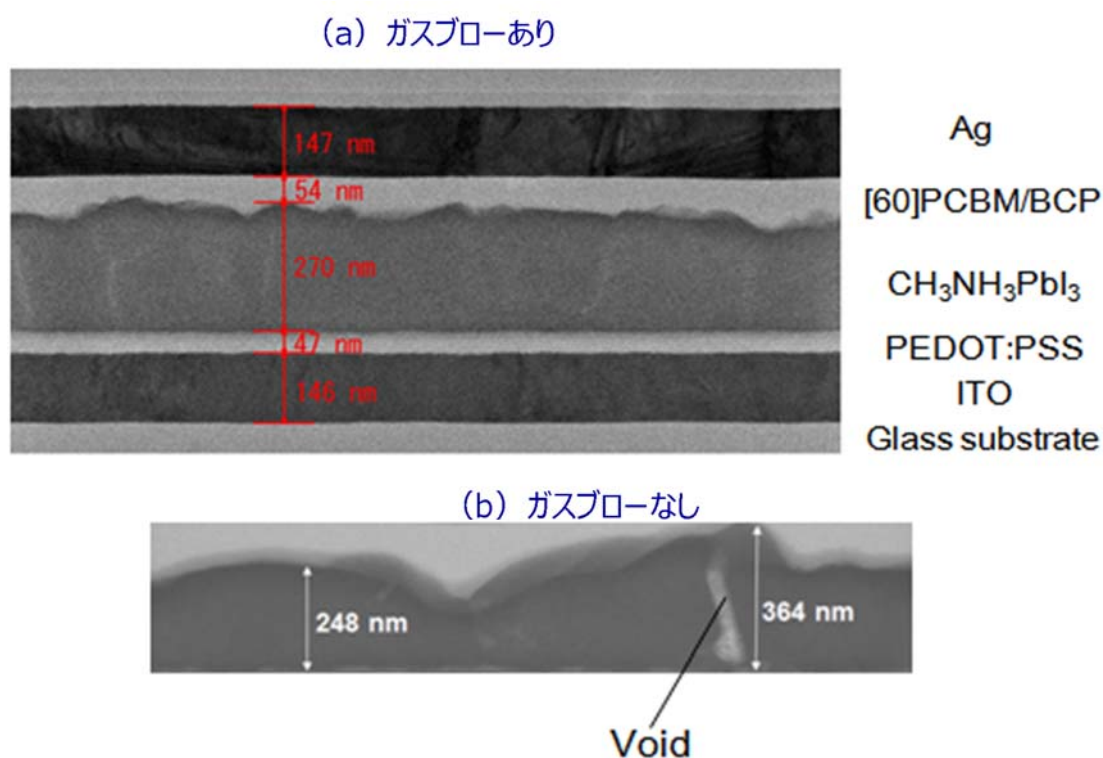 (a) ガスブローあり
147 nm
54 nm
270 nm
47 nm
146 nm
Ag
[60]PCBM/BCP
CH₃NH₃PbI₃
PEDOT:PSS
ITO
Glass substrate
(b) ガスブローなし
248 nm
364 nm
Void